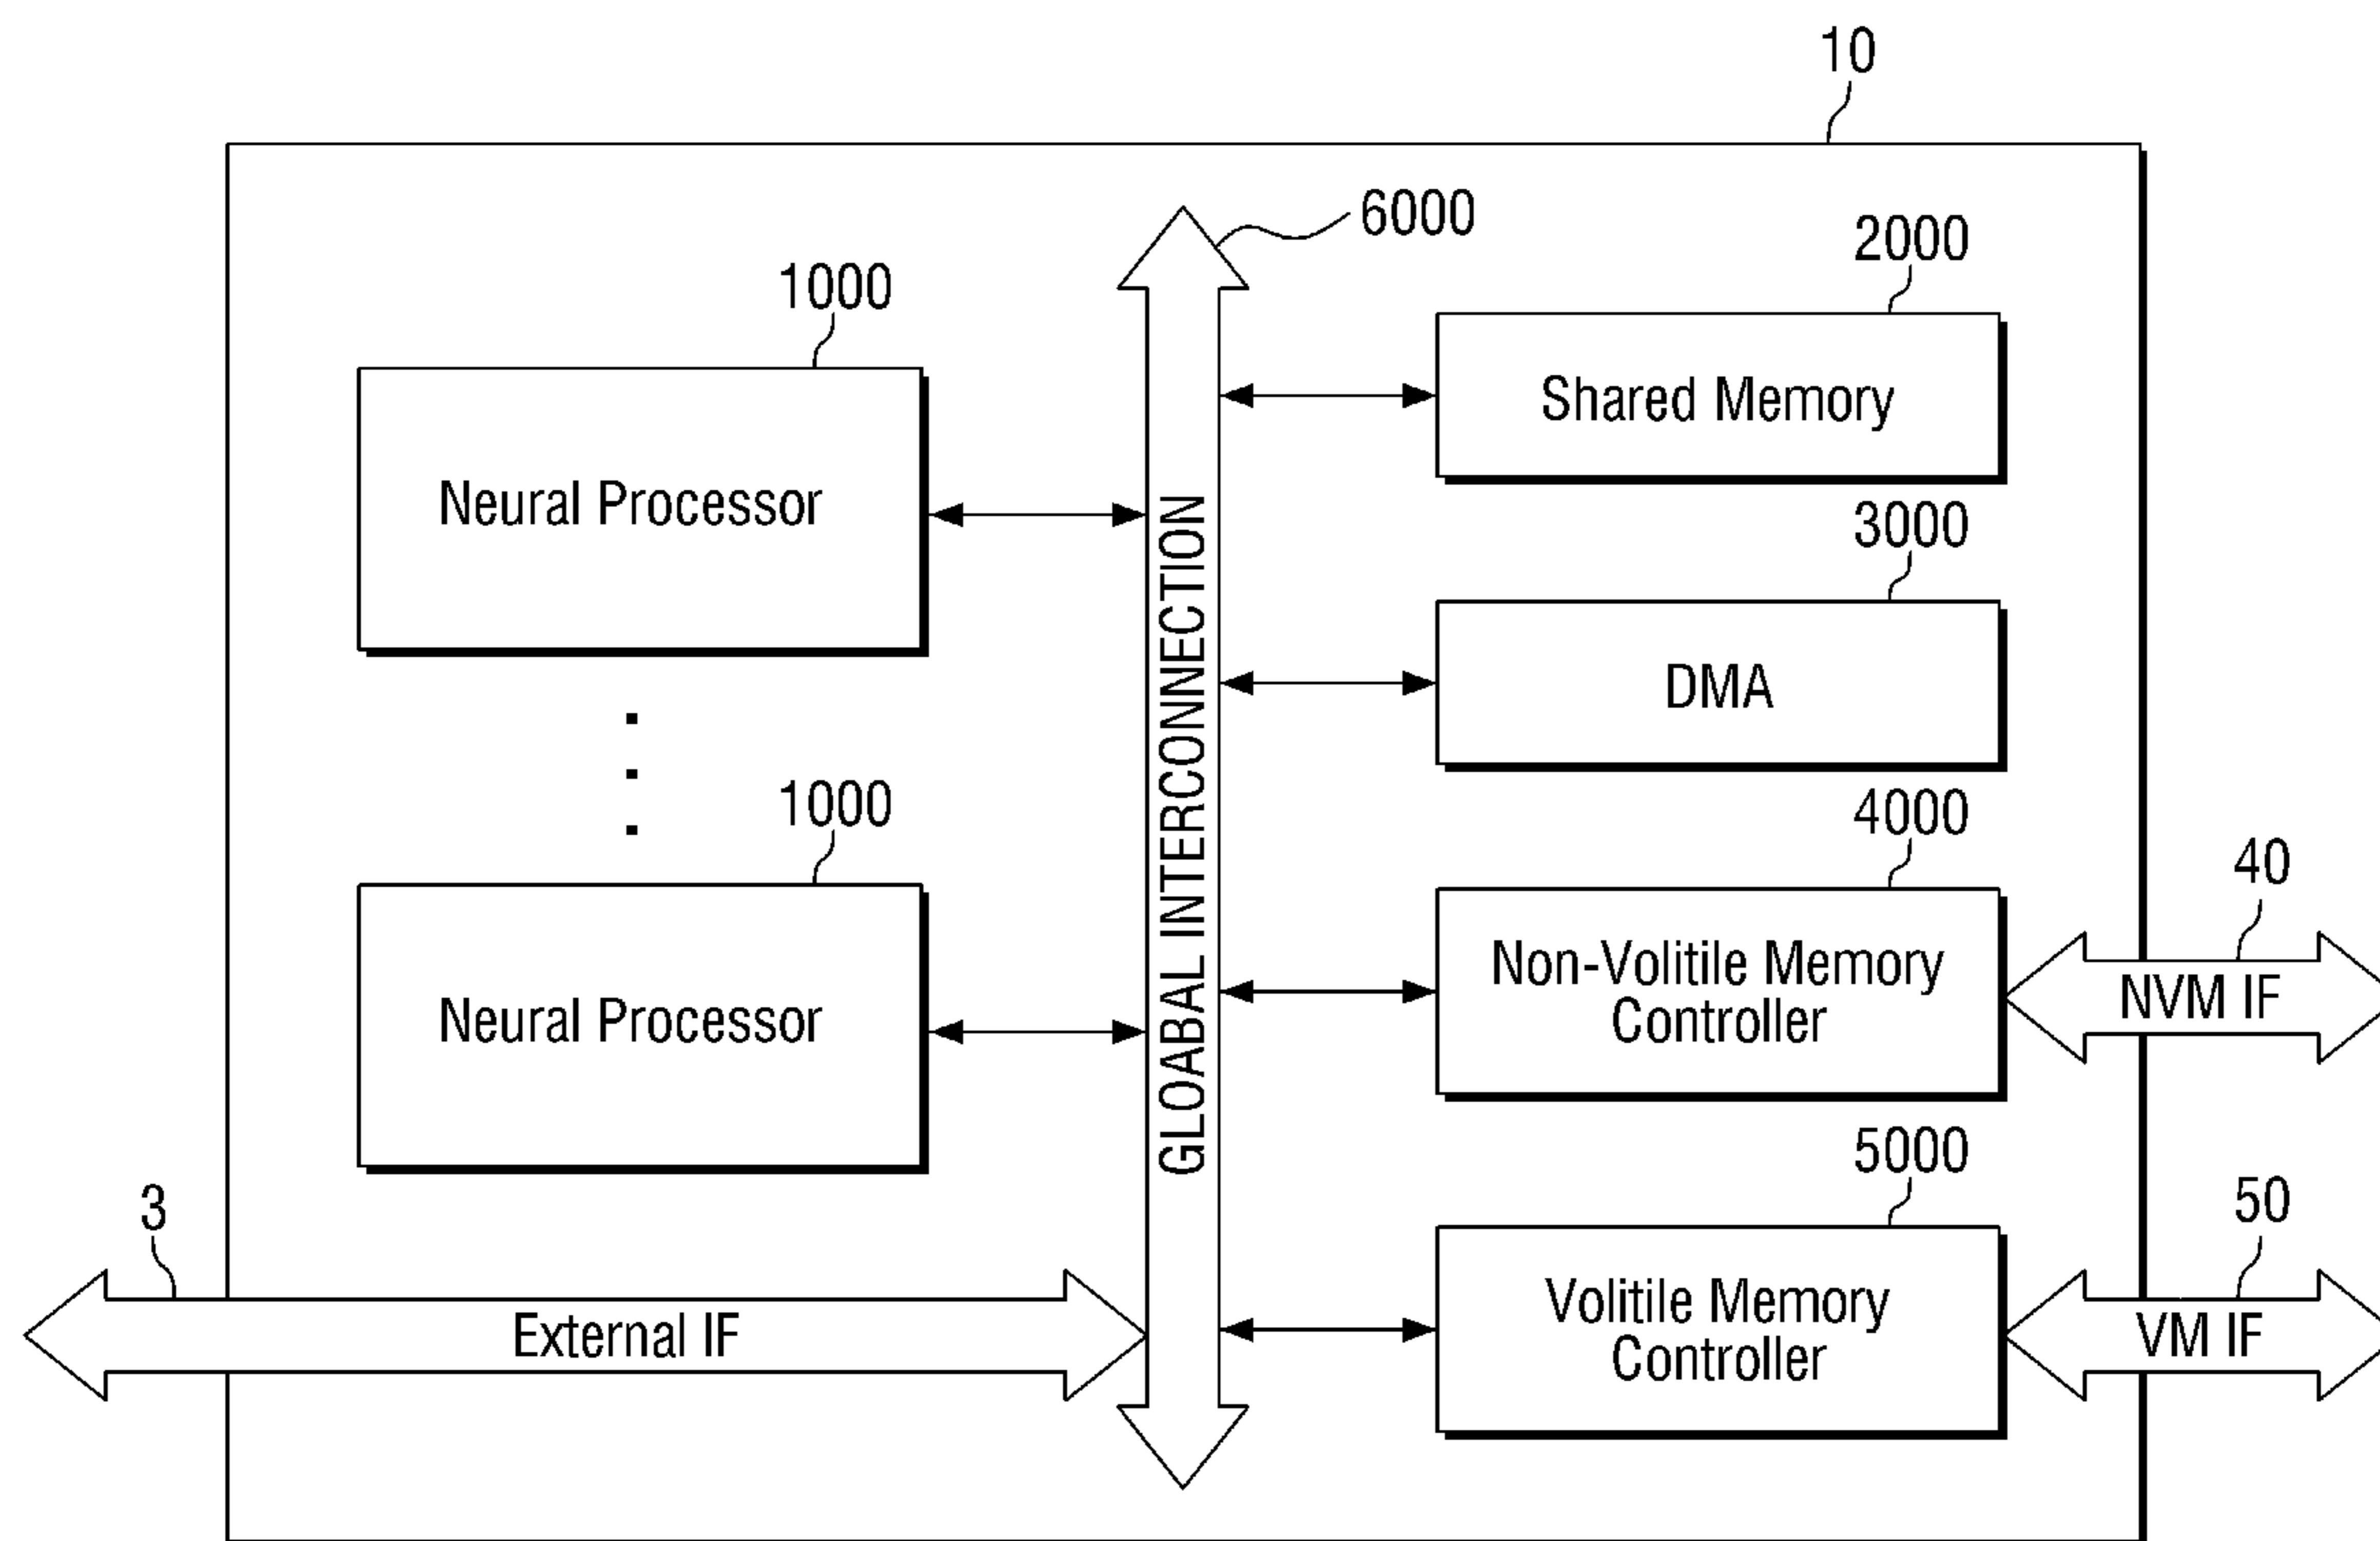 10
6000
2000
1000
Shared Memory
Neural Processor
3000
DMA
GLOABAL INTERCONNECTION
1000
4000
40
Neural Processor
Non-Volitile Memory
Controller
NVM IF
5000
50
3
External IF
Volitile Memory
Controller
VM IF